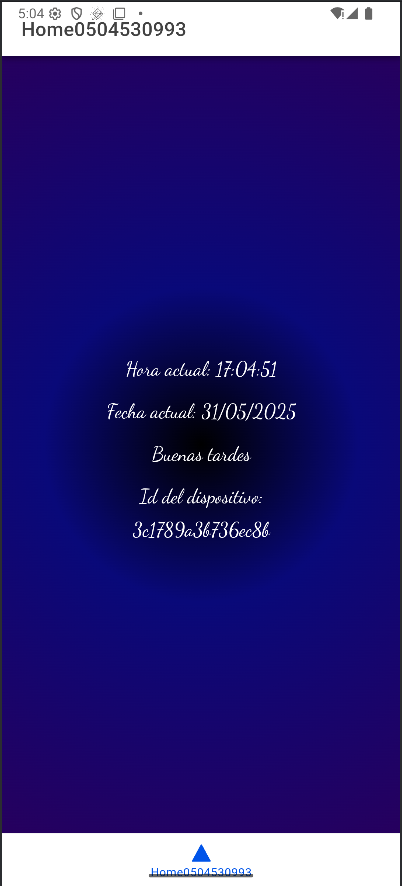 5:04
Home0504530993
Hora actual: 17:04:51
Fecha actual: 31/05/2025
Buenas tardes
Id del dispositivo:
3c1789a3b736ec8b
Home0504530993